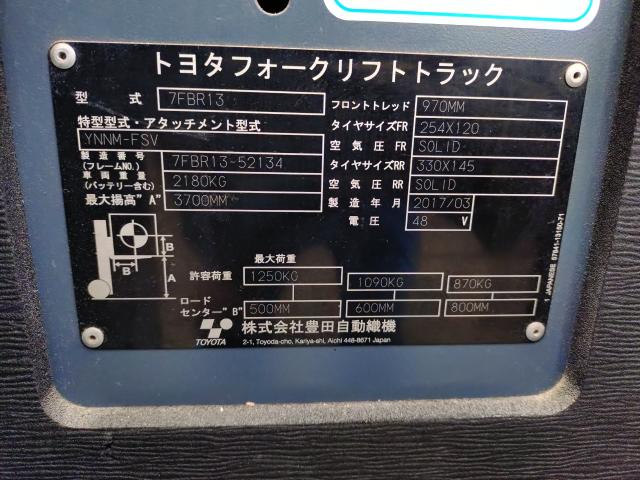 トヨタフォークリフトトラック
型式 7FBR13
特型型式・アタッチメント型式
YNNM-FSV
製造番号(フレームNO.) 7FBR13-52134
車両重量(バッテリー含む) 2180KG
最大揚高"A" 3700MM
フロントトレッド 970MM
タイヤサイズFR 254X120
空気圧FR SOLID
タイヤサイズRR 330X145
空気圧RR SOLID
製造年月 2017/03
電圧 48 V
B
B
A
最大荷重
許容荷重 1250KG 1090KG 870KG
ロードセンター"B" 500MM 600MM 800MM
TOYOTA
株式会社豊田自動織機
2-1, Toyoda-cho, Kariya-shi, Aichi 448-8671 Japan
1 JAPANESE 57B41-13150-71